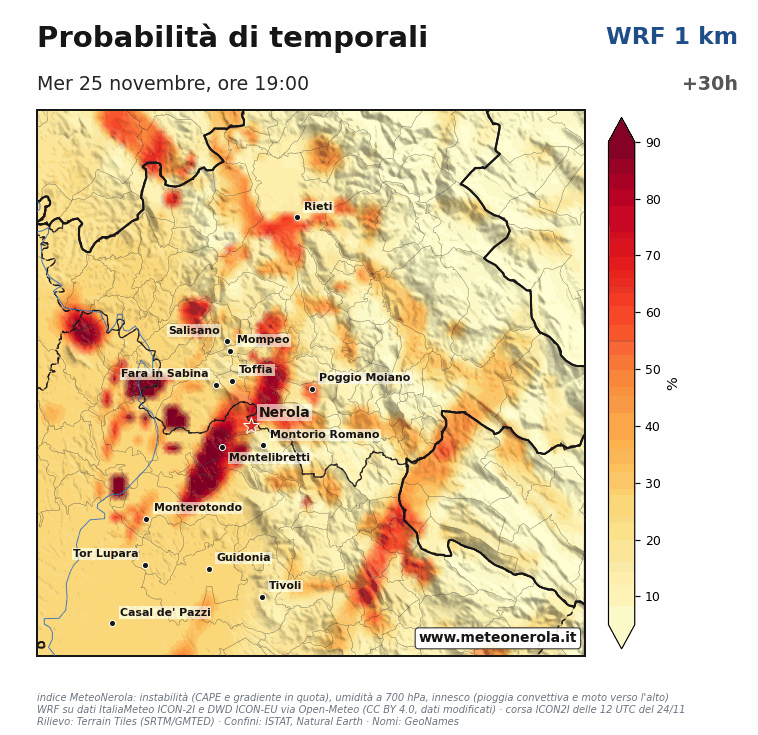 Probabilità di temporali
WRF 1 km
Mer 25 novembre, ore 19:00
+30h
Rieti
Salisano
Mompeo
Fara in Sabina
Toffia
Poggio Moiano
Nerola
Montorio Romano
Montelibretti
Monterotondo
Tor Lupara
Guidonia
Tivoli
Casal de' Pazzi
www.meteonerola.it
90
80
70
60
50
40
30
20
10
%
indice MeteoNerola: instabilità (CAPE e gradiente in quota), umidità a 700 hPa, innesco (pioggia convettiva e moto verso l'alto)
WRF su dati ItaliaMeteo ICON-2I e DWD ICON-EU via Open-Meteo (CC BY 4.0, dati modificati) · corsa ICON2I delle 12 UTC del 24/11
Rilievo: Terrain Tiles (SRTM/GMTED) · Confini: ISTAT, Natural Earth · Nomi: GeoNames